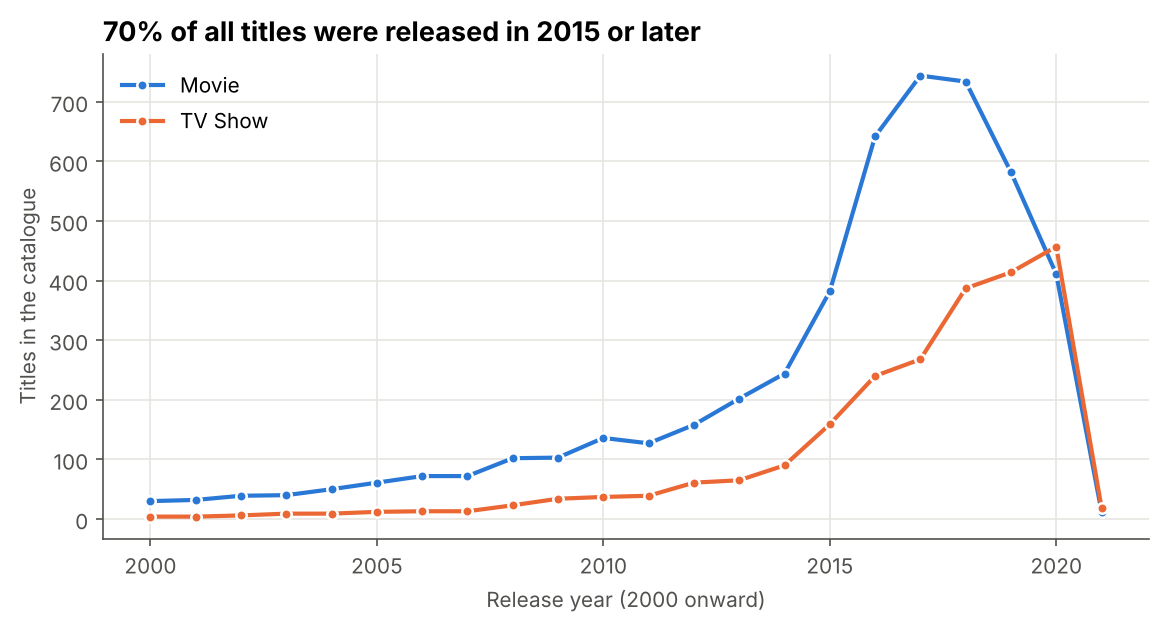 70% of all titles were released in 2015 or later
Movie
TV Show
Titles in the catalogue
700
600
500
400
300
200
100
0
2000
2005
2010
2015
2020
Release year (2000 onward)